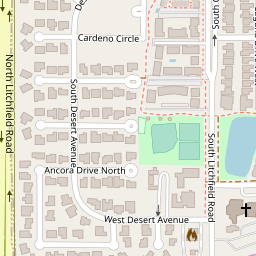 Cardeno Circle
North Litchfield Road
South Desert Avenue
South Litchfield Road
Ancora Drive North
West Desert Avenue